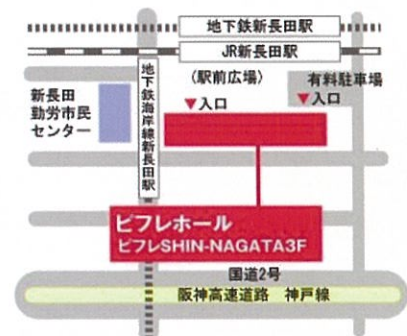 地下鉄新長田駅
JR新長田駅
(駅前広場)
有料駐車場
▼入口
▼入口
新長田
勤労市民
センター
地下鉄海岸線新長田駅
ピフレホール
ピフレSHIN-NAGATA3F
国道2号
阪神高速道路 神戸線